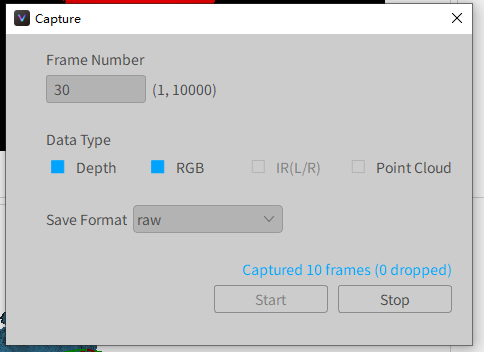 Capture
Frame Number
30 (1, 10000)
Data Type
Depth RGB IR(L/R) Point Cloud
Save Format raw
Captured 10 frames (0 dropped)
Start Stop